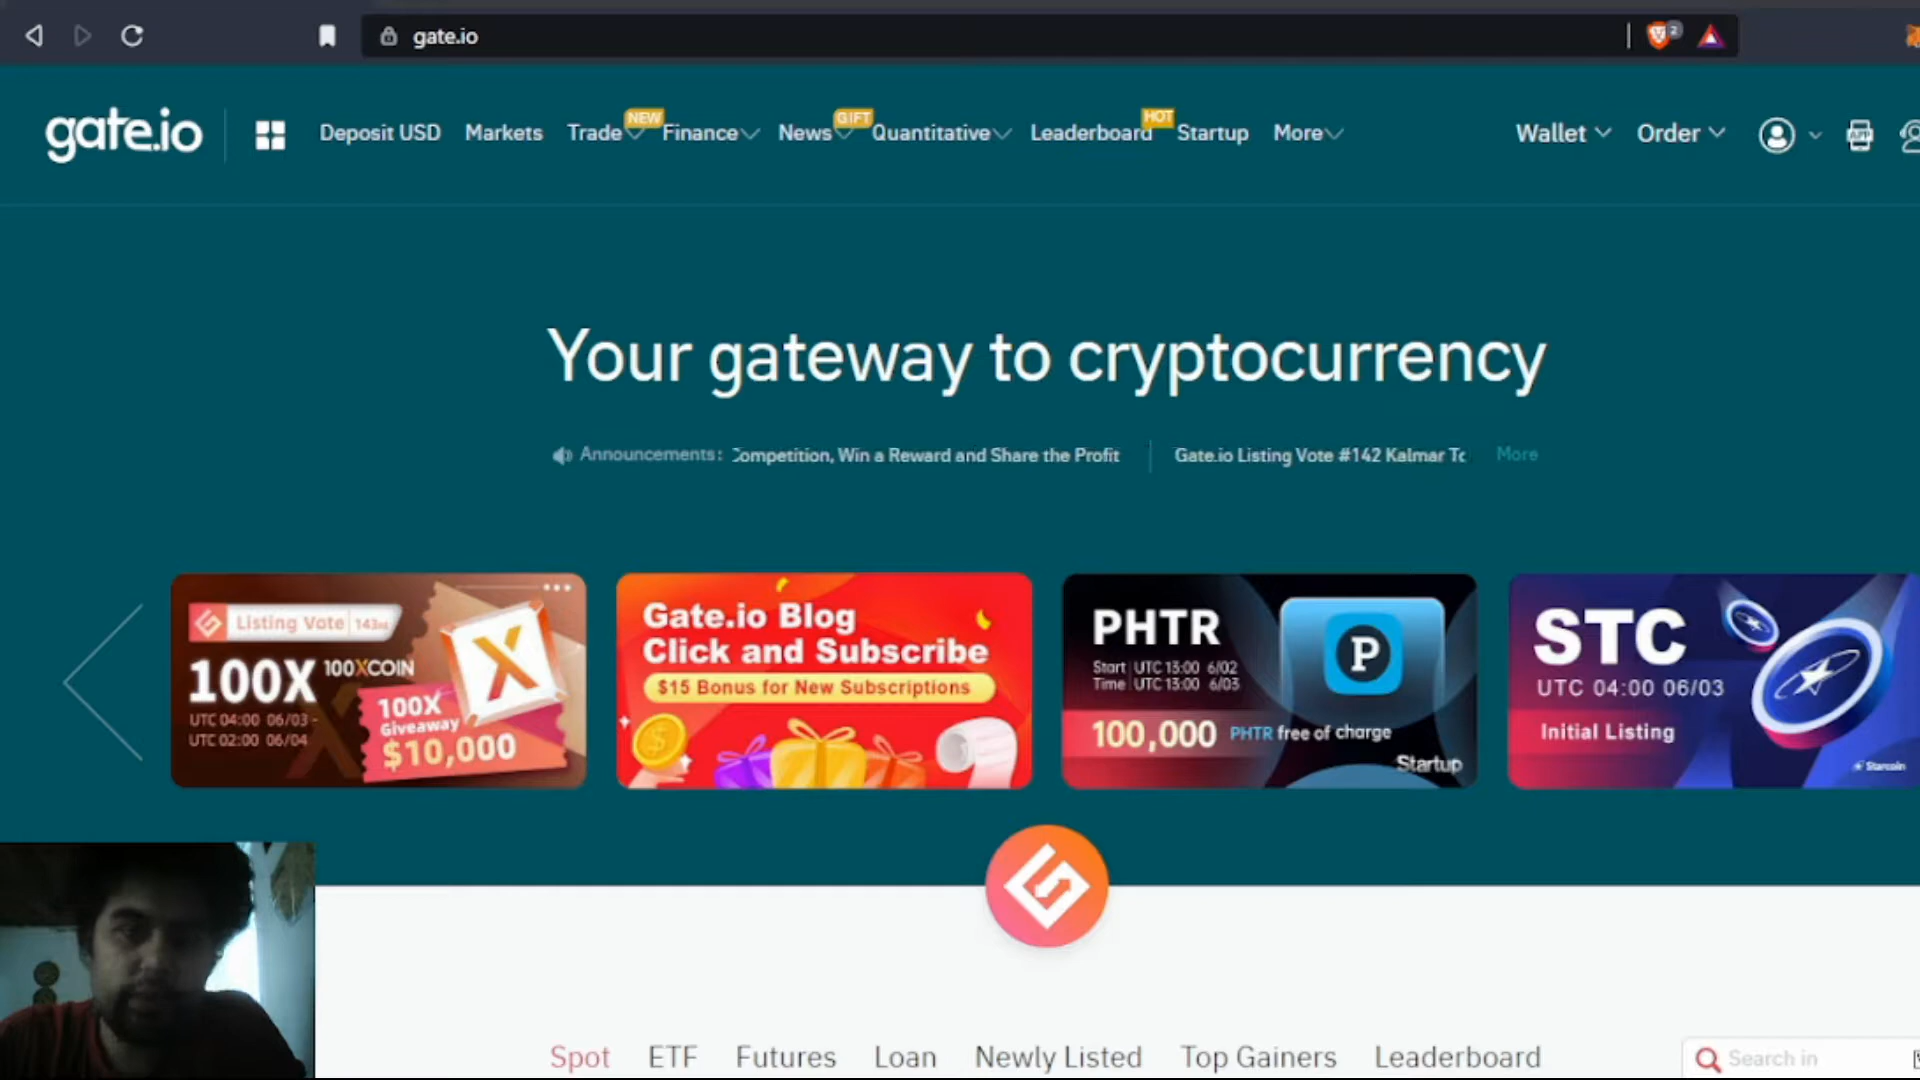 gate.io
2
gate.io
Deposit USD
Markets
Trade
NEW
Finance
News
GIFT
Quantitative
Leaderboard
HOT
Startup
More
Wallet
Order
APP
Your gateway to cryptocurrency
Announcements:
Competition, Win a Reward and Share the Profit
Gate.io Listing Vote #142 Kalmar
More
Listing Vote 143rd
100X 100XCOIN
UTC 04:00 06/03 -
UTC 02:00 06/04
100X
Giveaway
$10,000
X
Gate.io Blog
Click and Subscribe
$15 Bonus for New Subscriptions
PHTR
Start UTC 13:00 6/02
Time UTC 13:00 6/03
100,000 PHTR free of charge
Startup
P
STC
UTC 04:00 06/03
Initial Listing
Starcoin
Spot
ETF
Futures
Loan
Newly Listed
Top Gainers
Leaderboard
Search in